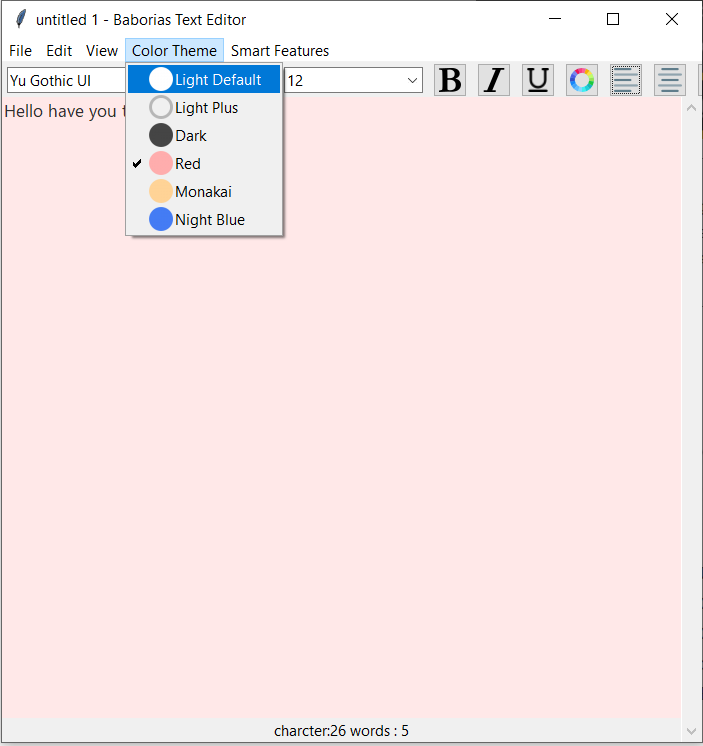 untitled 1 - Baborias Text Editor
File Edit View Color Theme Smart Features
Yu Gothic UI 12 B I U
Hello have you
Light Default
Light Plus
Dark
Red
Monakai
Night Blue
charcter:26 words : 5